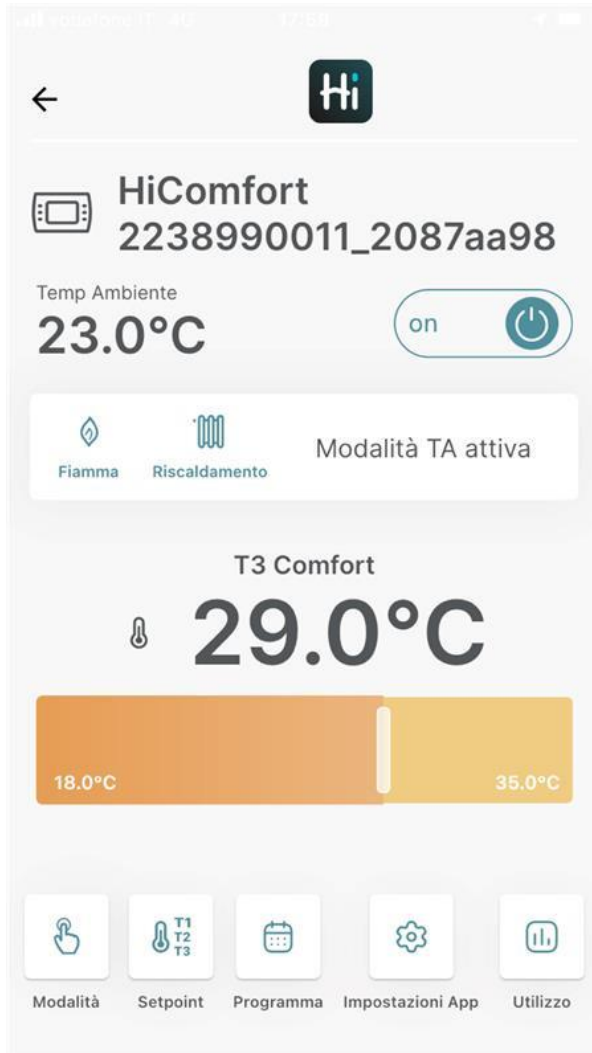 Hi
HiComfort
2238990011_2087aa98
Temp Ambiente
23.0°C
on
Fiamma
Riscaldamento
Modalità TA attiva
T3 Comfort
29.0°C
18.0°C
35.0°C
T1
T2
T3
Modalità
Setpoint
Programma
Impostazioni App
Utilizzo